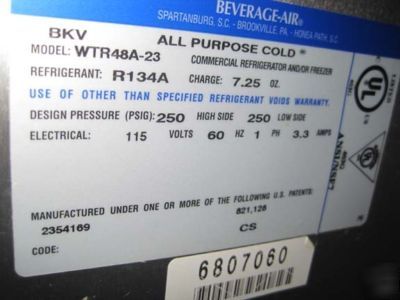 BEVERAGE-AIR®
SPARTANBURG, S.C. - BROOKVILLE, PA. - HONEA PATH, S.C.
BKV ALL PURPOSE COLD®
MODEL: WTR48A-23 COMMERCIAL REFRIGERATOR AND/OR FREEZER
REFRIGERANT: R134A CHARGE: 7.25 OZ.
USE OF OTHER THAN SPECIFIED REFRIGERANT VOIDS WARRANTY.
DESIGN PRESSURE (PSIG): 250 HIGH SIDE 250 LOW SIDE
ELECTRICAL: 115 VOLTS 60 HZ 1 PH 3.3 AMPS
MANUFACTURED UNDER ONE OR MORE OF THE FOLLOWING U.S. PATENTS:
2354169 821,128
CODE: CS
6807060
UL
ANSI/NSF7